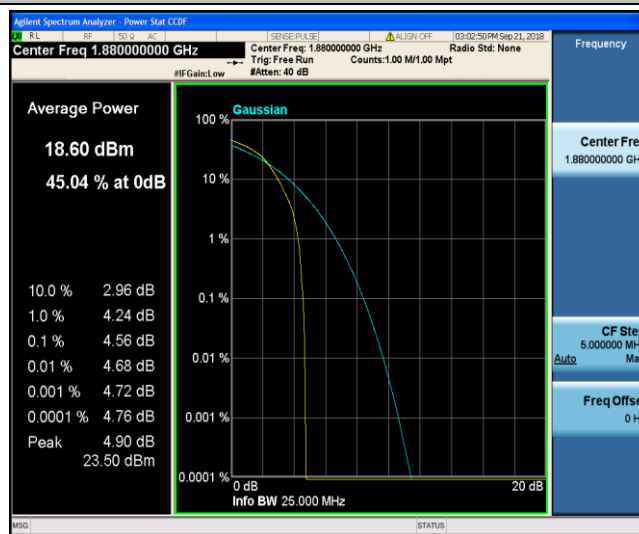 Agilent Spectrum Analyzer - Power Stat CCDF
RL RF 50 Ω AC SENSE:PULSE ALIGN OFF 03:02:50 PM Sep 21, 2018
Center Freq 1.880000000 GHz
Center Freq: 1.880000000 GHz Radio Std: None
Trig: Free Run Counts:1.00 M/1.00 Mpt
#IFGain:Low #Atten: 40 dB
Frequency
Average Power
18.60 dBm
45.04 % at 0dB
10.0 % 2.96 dB
1.0 % 4.24 dB
0.1 % 4.56 dB
0.01 % 4.68 dB
0.001 % 4.72 dB
0.0001 % 4.76 dB
Peak 4.90 dB
23.50 dBm
Gaussian
100 %
10 %
1 %
0.1 %
0.01 %
0.001 %
0.0001 %
0 dB 20 dB
Info BW 25.000 MHz
Center Fre
1.880000000 GH
CF Ste
5.000000 MH
Auto Ma
Freq Offse
0 H
MSG STATUS